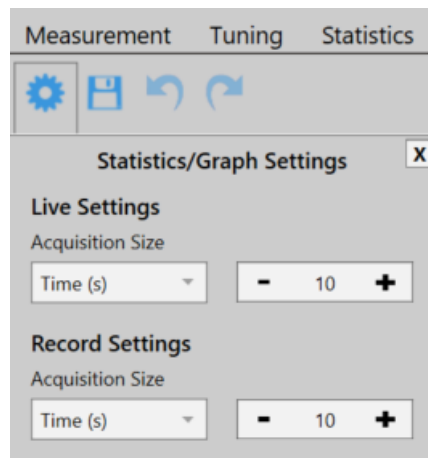 Measurement Tuning Statistics
Statistics/Graph Settings X
Live Settings
Acquisition Size
Time (s) - 10 +
Record Settings
Acquisition Size
Time (s) - 10 +